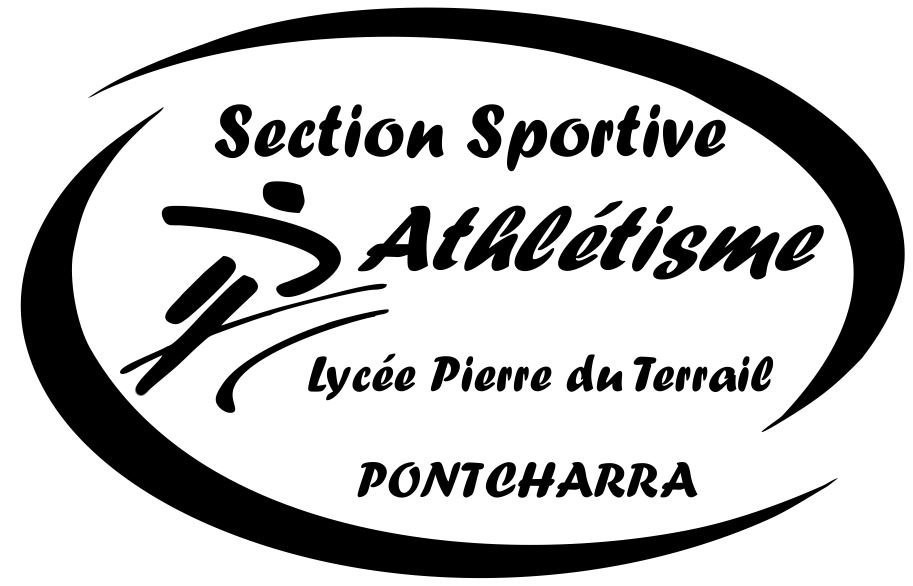 Section Sportive
Athlétisme
Lycée Pierre du Terrail
PONTCHARRA